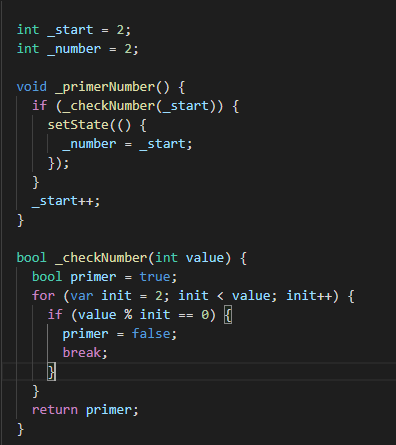 int _start = 2;
int _number = 2;
void _primerNumber() {
if (_checkNumber(_start)) {
setState(() {
_number = _start;
});
}
_start++;
}
bool _checkNumber(int value) {
bool primer = true;
for (var init = 2; init < value; init++) {
if (value % init == 0) {
primer = false;
break;
}
}
return primer;
}